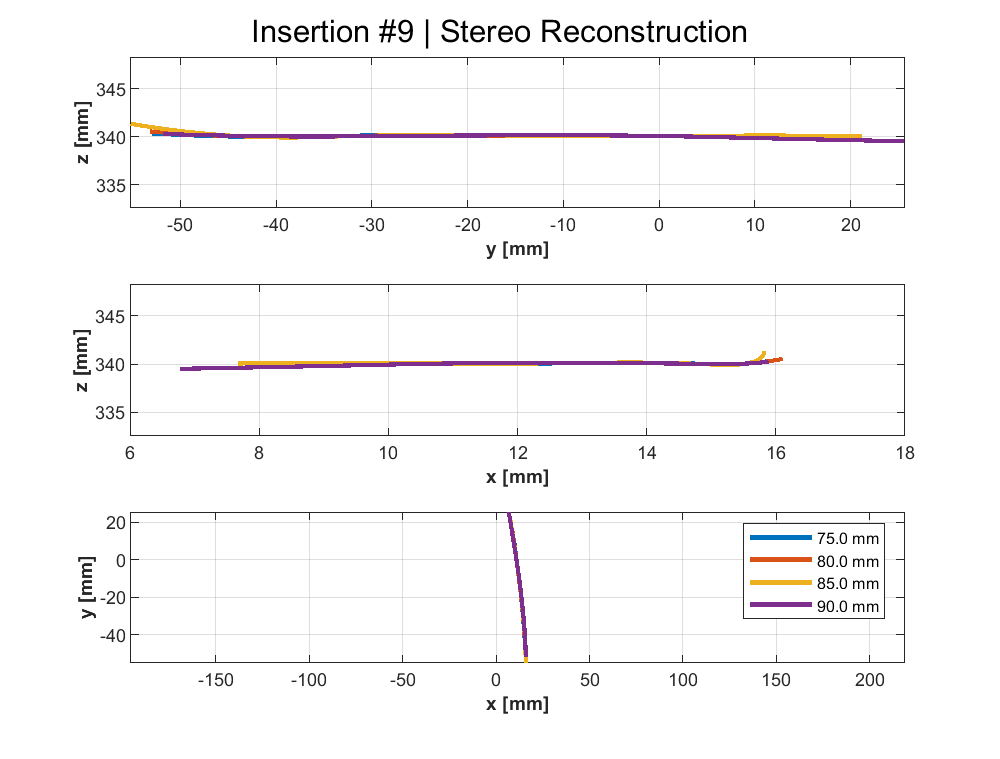 Insertion #9 | Stereo Reconstruction
345
340
335
z [mm]
-50 -40 -30 -20 -10 0 10 20
y [mm]
345
340
335
z [mm]
6 8 10 12 14 16 18
x [mm]
20
0
-20
-40
y [mm]
75.0 mm
80.0 mm
85.0 mm
90.0 mm
-150 -100 -50 0 50 100 150 200
x [mm]